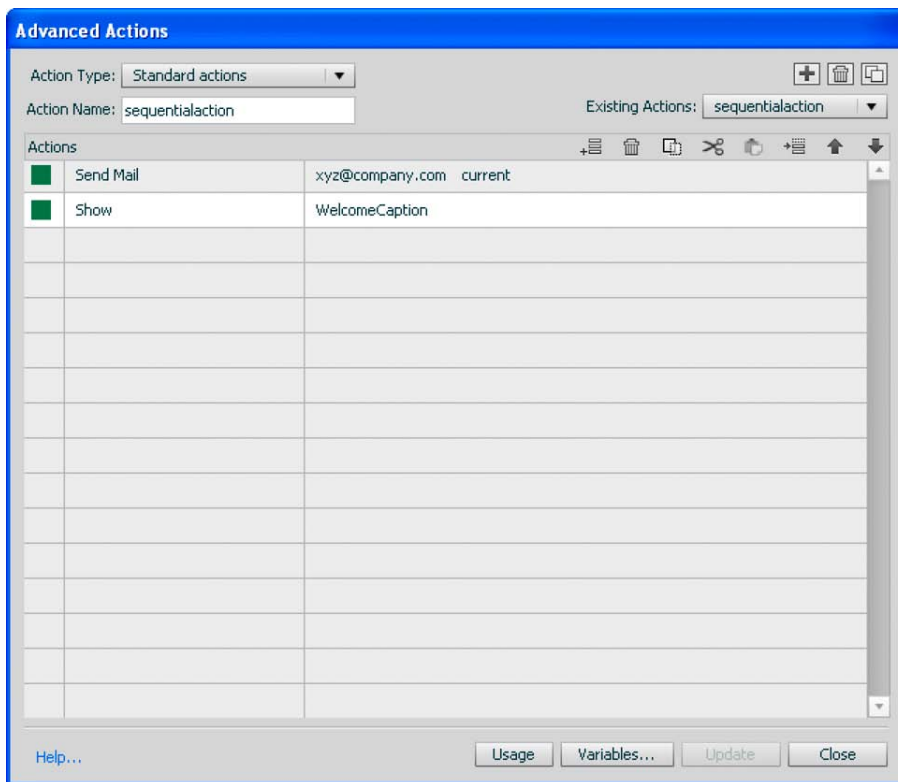 Advanced Actions
Action Type: Standard actions
Action Name: sequentialaction Existing Actions: sequentialaction
Actions
Send Mail xyz@company.com current
Show WelcomeCaption
Help... Usage Variables... Update Close